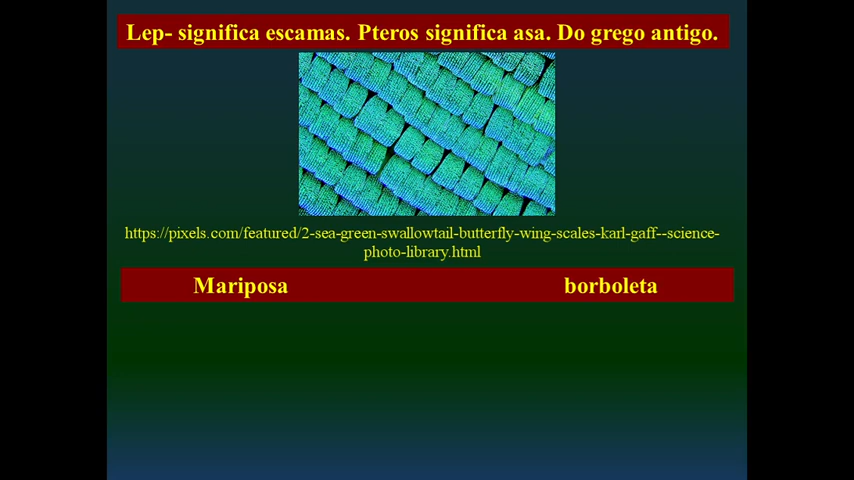 Lep- significa escamas. Pteros significa asa. Do grego antigo.
https://pixels.com/featured/2-sea-green-swallowtail-butterfly-wing-scales-karl-gaff--science-
photo-library.html
Mariposa borboleta